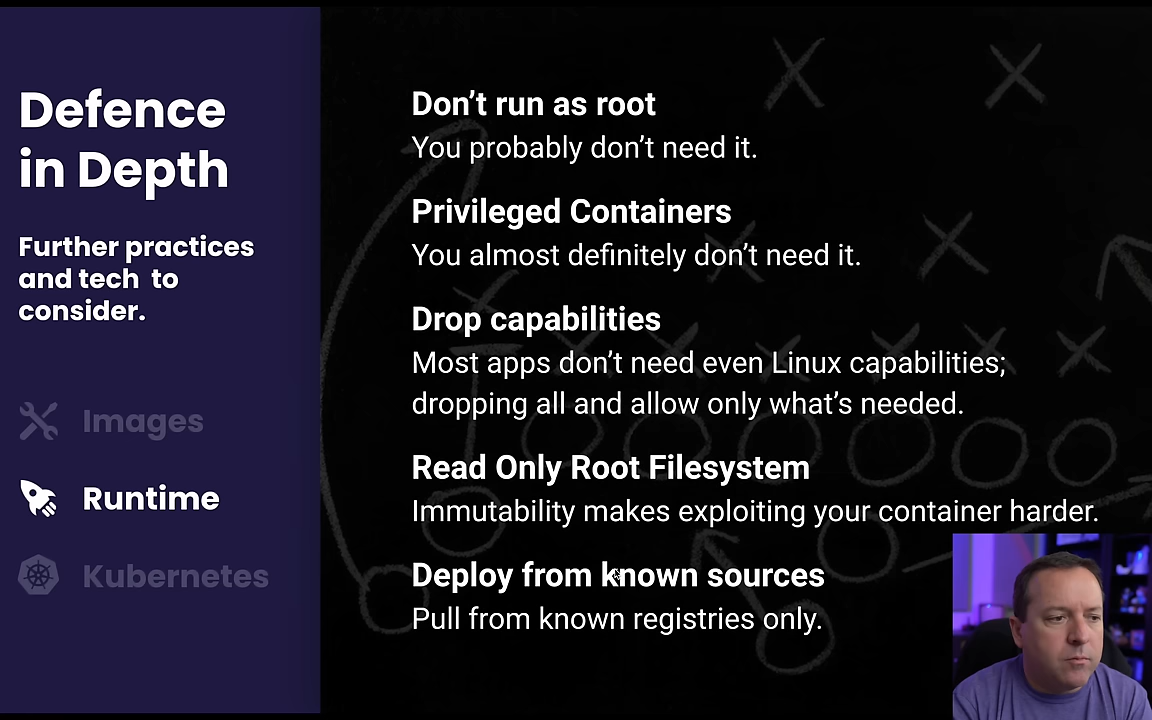 Defence
in Depth
Further practices
and tech to
consider.
Images
Runtime
Kubernetes
Don't run as root
You probably don't need it.
Privileged Containers
You almost definitely don't need it.
Drop capabilities
Most apps don't need even Linux capabilities;
dropping all and allow only what's needed.
Read Only Root Filesystem
Immutability makes exploiting your container harder.
Deploy from known sources
Pull from known registries only.